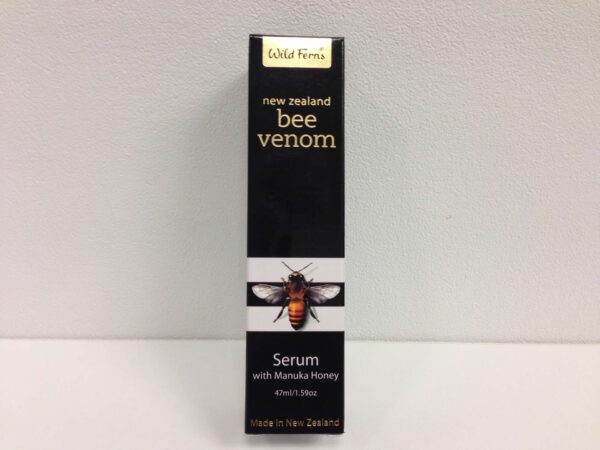 Wild Ferns
new zealand
bee
venom
Serum
with Manuka Honey
47ml/1.59oz
Made in New Zealand